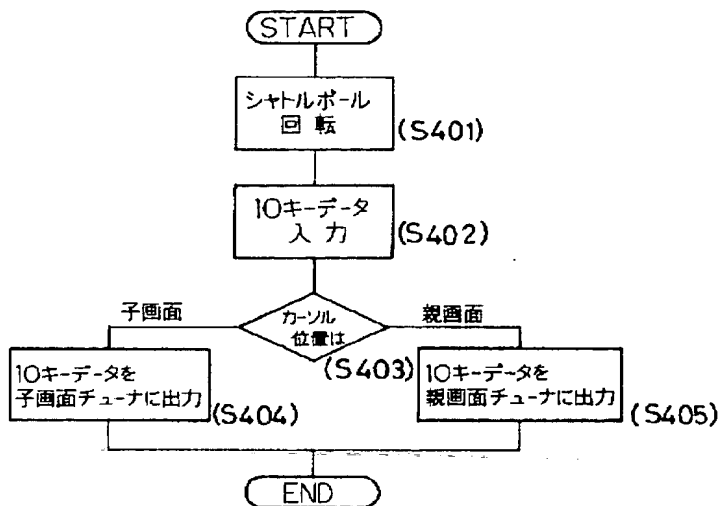 START
シャトルボール
回転
(S401)
10キーデータ
入力
(S402)
子画面
カーソル
位置は
親画面
(S403)
10キーデータを
子画面チューナに出力
(S404)
10キーデータを
親画面チューナに出力
(S405)
END